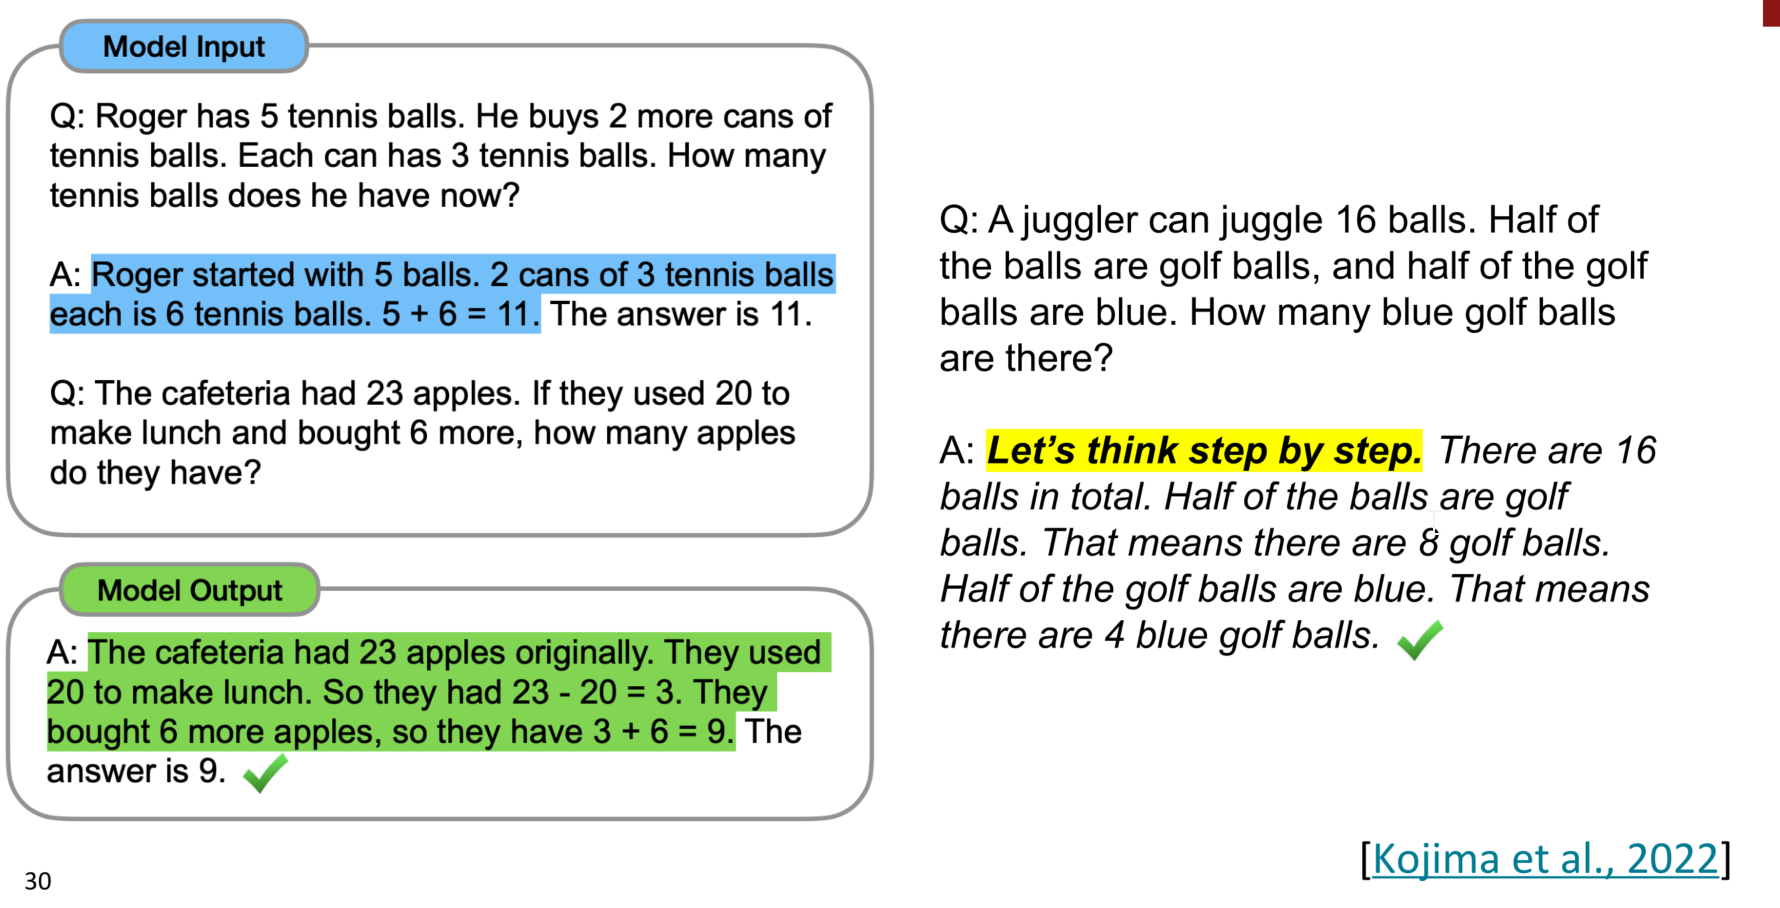 Model Input
Q: Roger has 5 tennis balls. He buys 2 more cans of
tennis balls. Each can has 3 tennis balls. How many
tennis balls does he have now?
A: Roger started with 5 balls. 2 cans of 3 tennis balls
each is 6 tennis balls. 5 + 6 = 11. The answer is 11.
Q: The cafeteria had 23 apples. If they used 20 to
make lunch and bought 6 more, how many apples
do they have?
Model Output
A: The cafeteria had 23 apples originally. They used
20 to make lunch. So they had 23 - 20 = 3. They
bought 6 more apples, so they have 3 + 6 = 9. The
answer is 9.
Q: A juggler can juggle 16 balls. Half of
the balls are golf balls, and half of the golf
balls are blue. How many blue golf balls
are there?
A: Let’s think step by step. There are 16
balls in total. Half of the balls are golf
balls. That means there are 8 golf balls.
Half of the golf balls are blue. That means
there are 4 blue golf balls.
[Kojima et al., 2022]
30